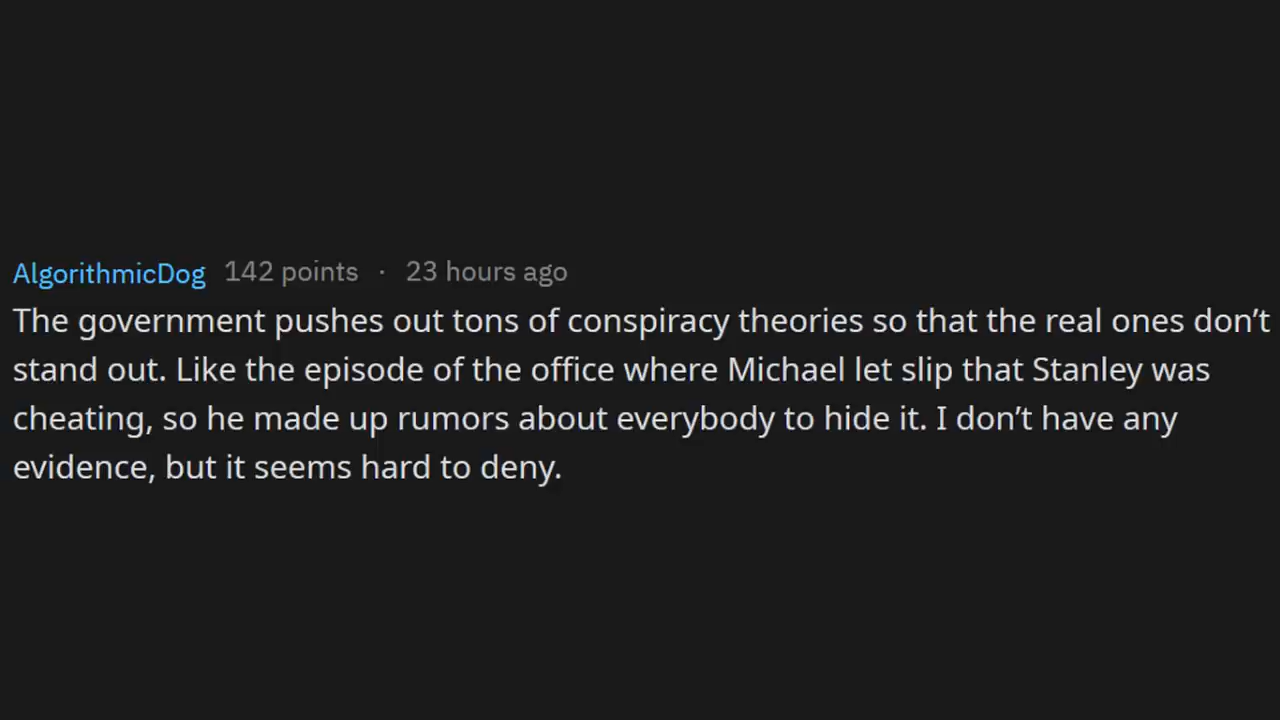 AlgorithmicDog 142 points · 23 hours ago
The government pushes out tons of conspiracy theories so that the real ones don’t
stand out. Like the episode of the office where Michael let slip that Stanley was
cheating, so he made up rumors about everybody to hide it. I don’t have any
evidence, but it seems hard to deny.